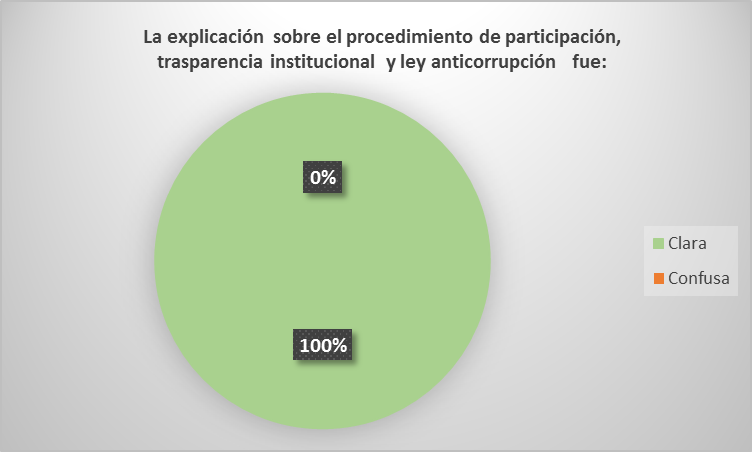 La explicación sobre el procedimiento de participación,
trasparencia institucional y ley anticorrupción fue:
0%
100%
Clara
Confusa